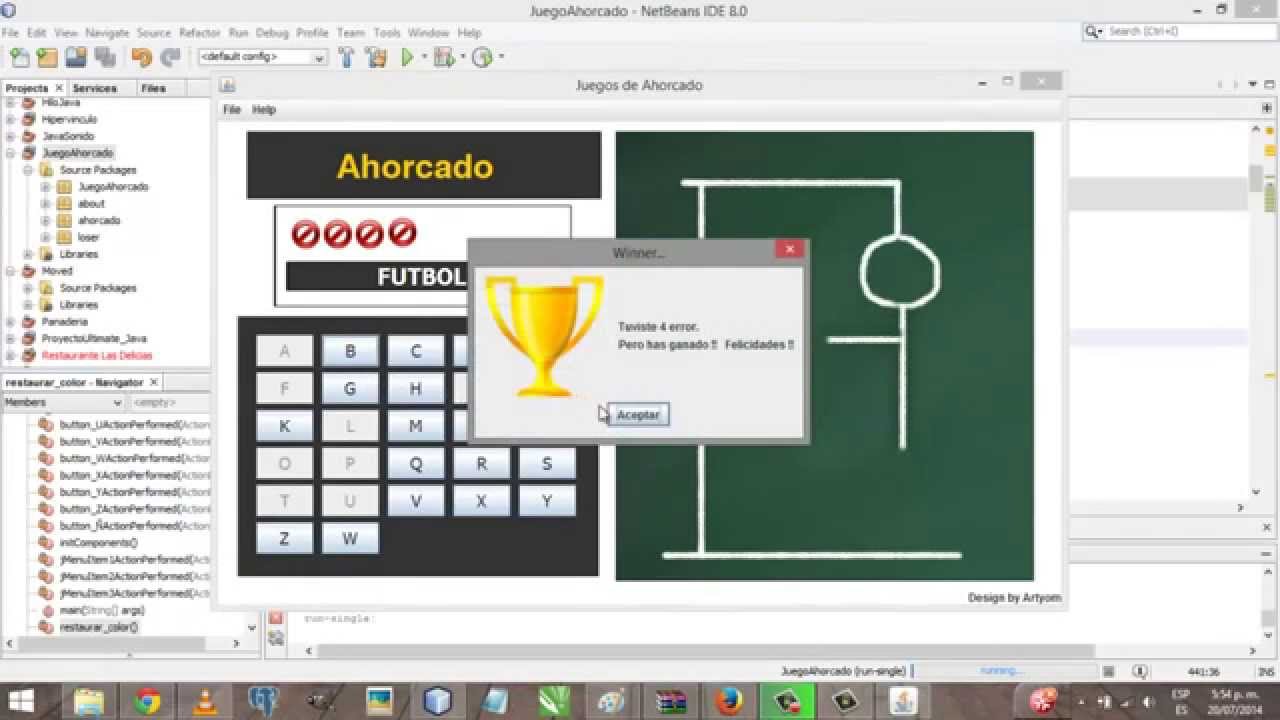 JuegoAhorcado - NetBeans IDE 8.0
File Edit View Navigate Source Refactor Run Debug Profile Team Tools Window Help
Search (Ctrl+I)
<default config>
Projects Services Files
HiloJava
Hipervinculo
JavaSonido
JuegoAhorcado
Source Packages
JuegoAhorcado
about
ahorcado
loser
Libraries
Moved
Source Packages
Libraries
Panaderia
ProyectoUltimate_Java
Restaurante Las Delicias
restaurar_color - Navigator
Members <empty>
button_UActionPerformed(Action
button_VActionPerformed(Action
button_WActionPerformed(Acti
button_XActionPerformed(Action
button_YActionPerformed(Action
button_ZActionPerformed(Action
button_ÑActionPerformed(Action
initComponents()
jMenuItem1ActionPerformed(Act
jMenuItem2ActionPerformed(Act
jMenuItem3ActionPerformed(Act
main(String[] args)
restaurar_color()
Juegos de Ahorcado
File Help
Ahorcado
FUTBOL
A B C
F G H
K L M
O P Q R S
T U V X Y
Z W
Winner...
Tuviste 4 error.
Pero has ganado !! Felicidades !!
Aceptar
Design by Artyom
run-single:
JuegoAhorcado (run-single) running... 441:36 INS
ESP
ES
9:54 p. m.
20/07/2014